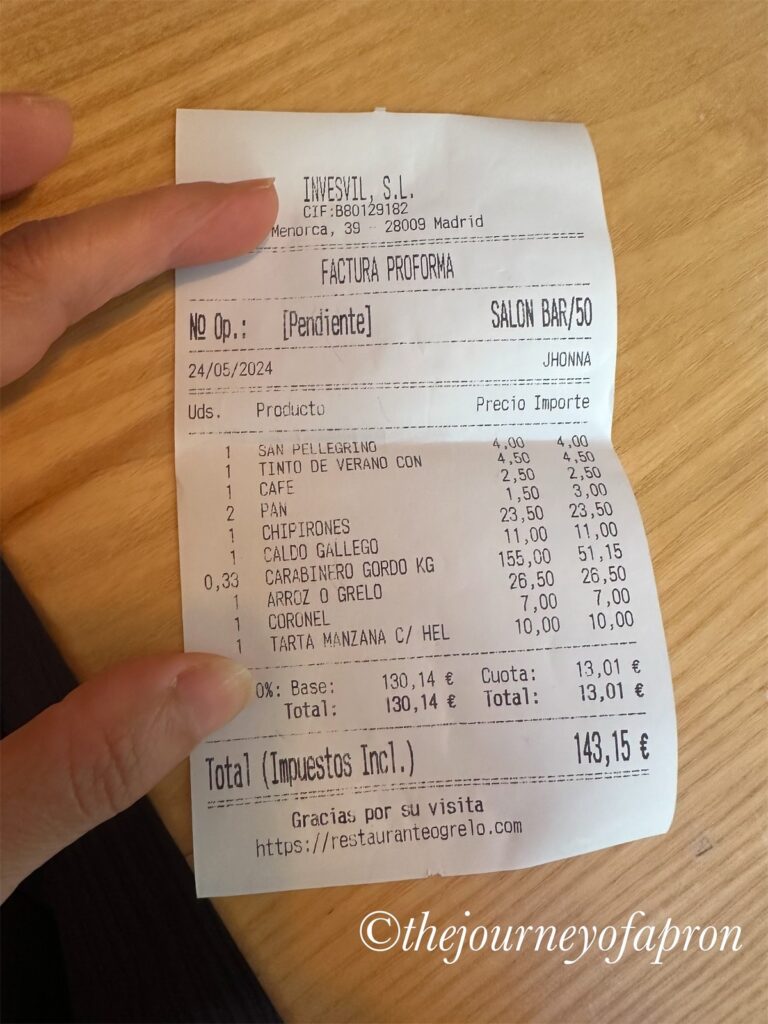 INVESVIL, S.L.
CIF:B80129182
Menorca, 39 - 28009 Madrid
FACTURA PROFORMA
Nº Op.: [Pendiente] SALON BAR/50
24/05/2024 JHONNA
Uds. Producto Precio Importe
1 SAN PELLEGRINO 4,00 4,00
1 TINTO DE VERANO CON 4,50 4,50
1 CAFE 2,50 2,50
2 PAN 1,50 3,00
1 CHIPIRONES 23,50 23,50
1 CALDO GALLEGO 11,00 11,00
0,33 CARABINERO GORDO KG 155,00 51,15
1 ARROZ O GRELO 26,50 26,50
1 CORONEL 7,00 7,00
1 TARTA MANZANA C/ HEL 10,00 10,00
0%: Base: 130,14 € Cuota: 13,01 €
Total: 130,14 € Total: 13,01 €
Total (Impuestos Incl.) 143,15 €
Gracias por su visita
https://restauranteogrelo.com
©thejourneyofapron